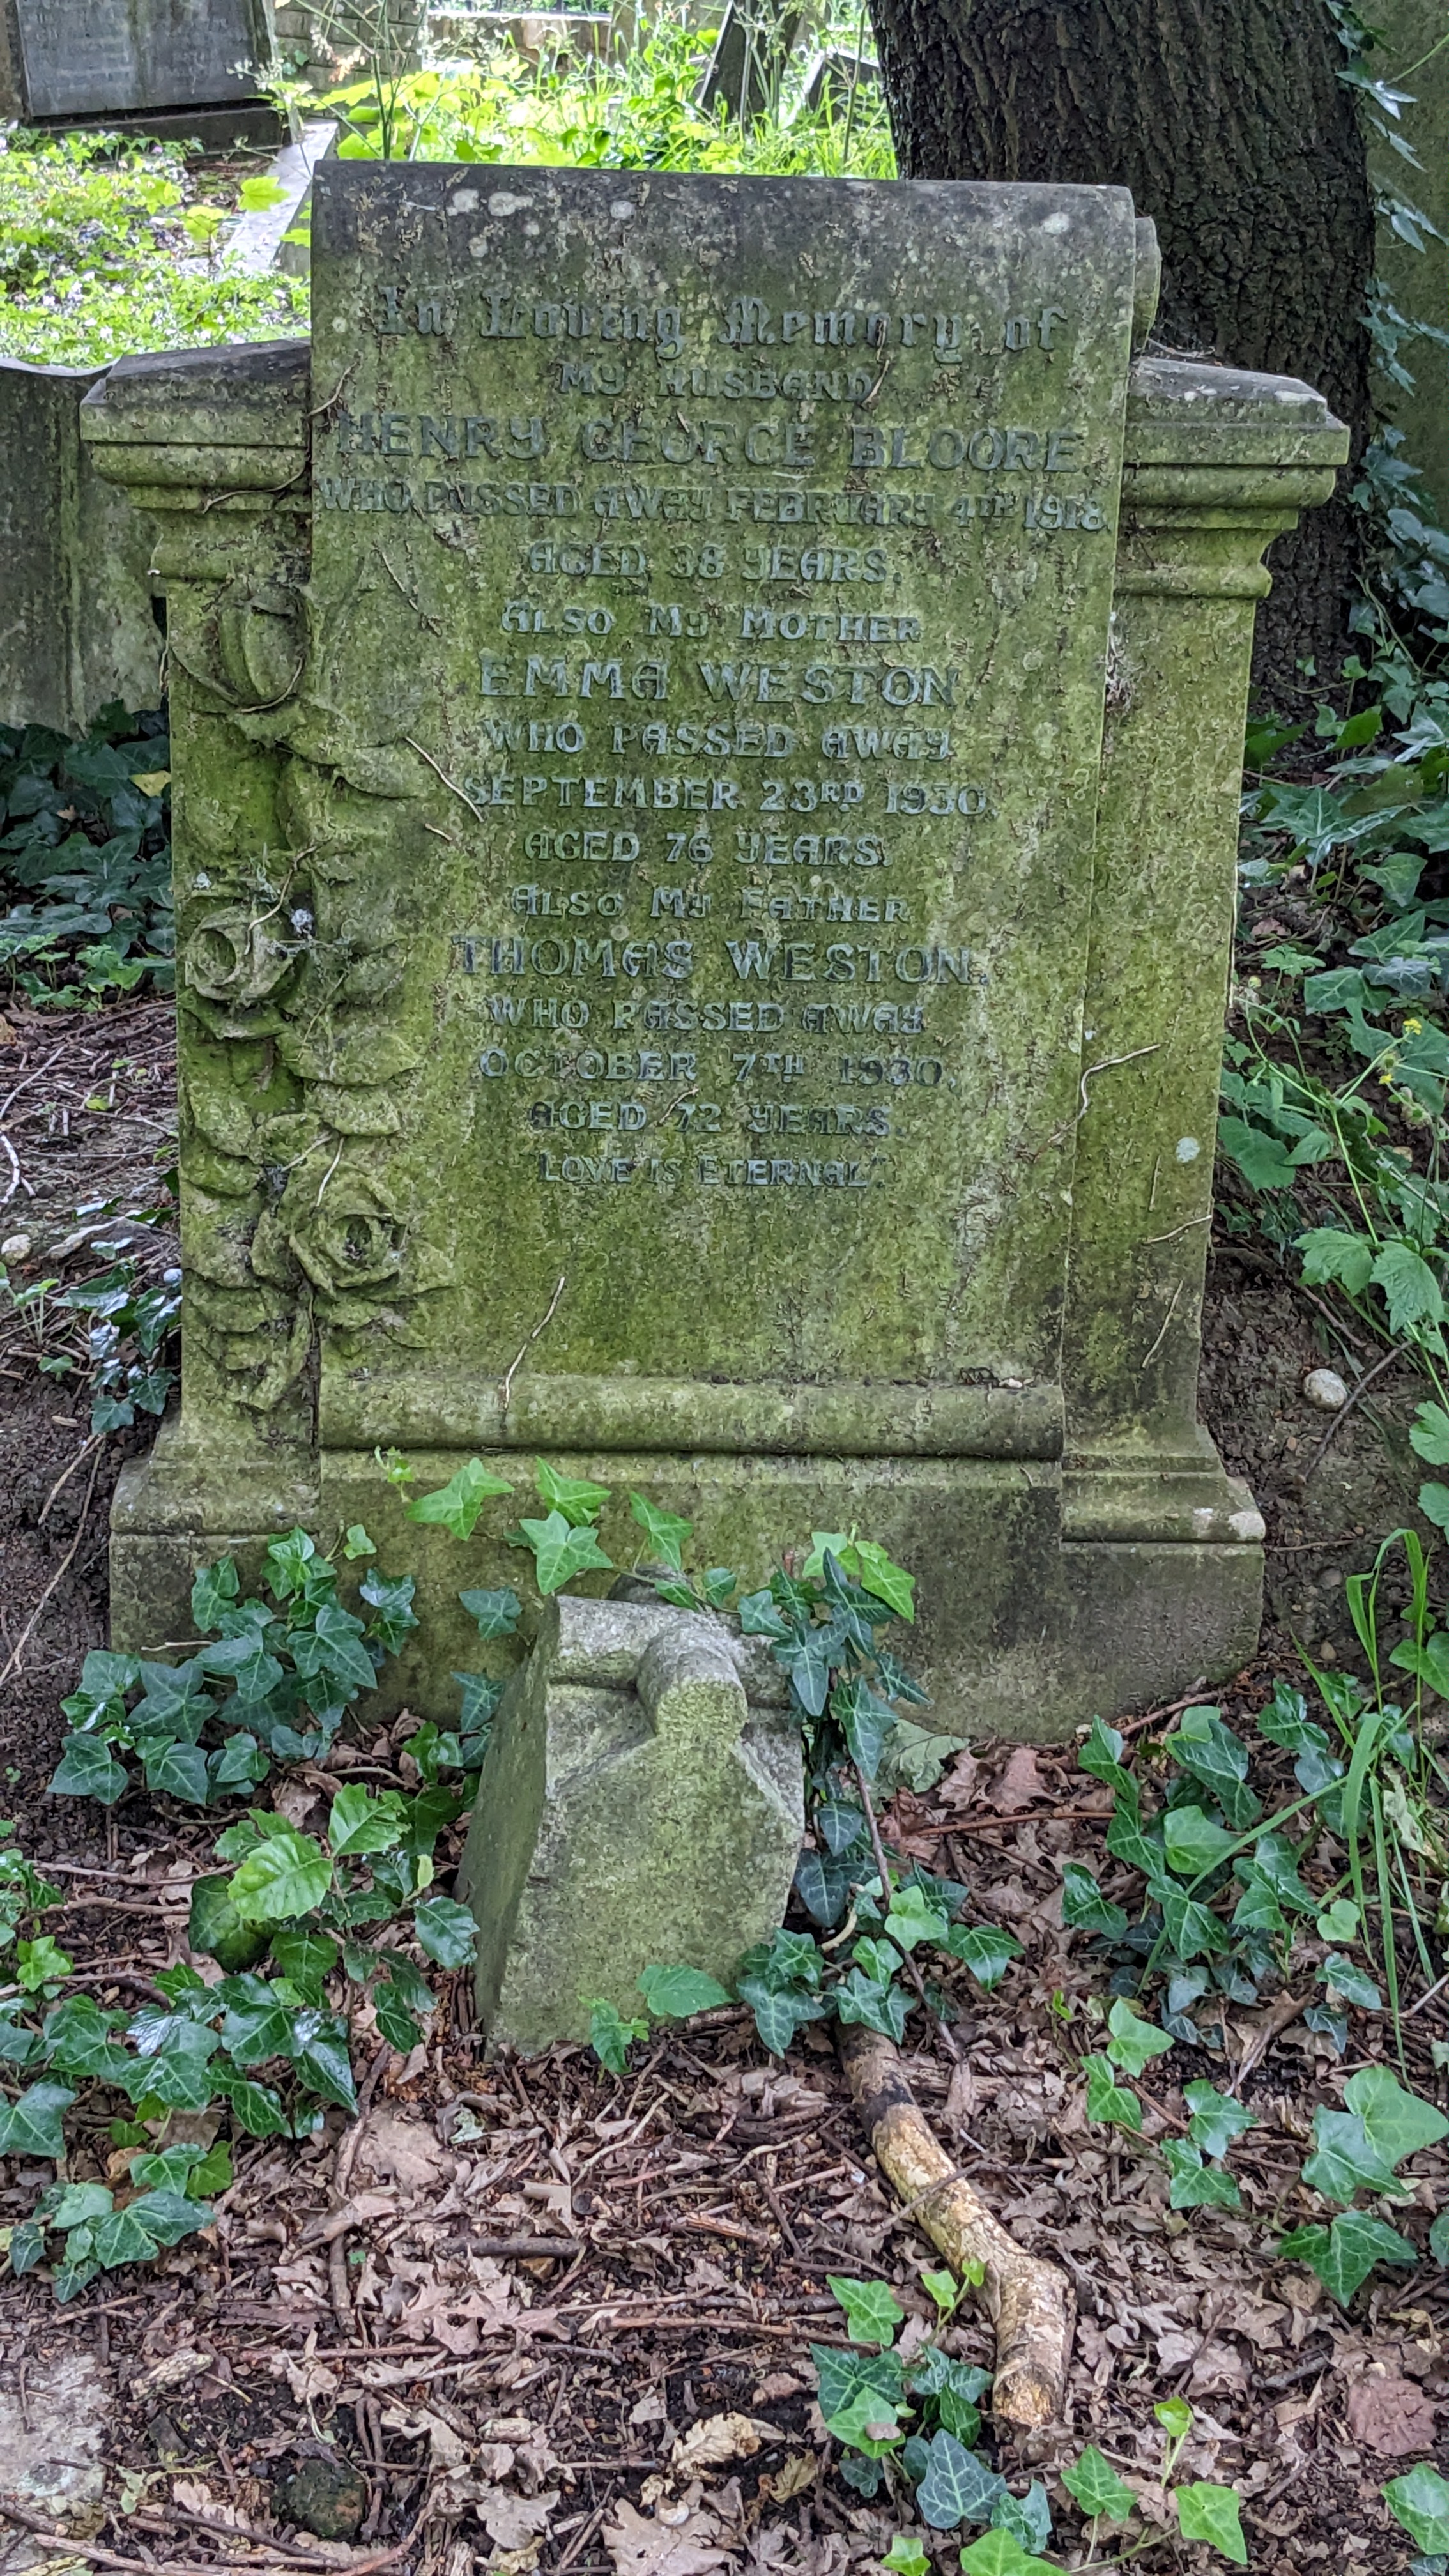 In Loving Memory of
MY HUSBAND
HENRY GEORGE BLOORE
WHO PASSED AWAY FEBRUARY 4TH 1918
AGED 38 YEARS.
ALSO MY MOTHER
EMMA WESTON
WHO PASSED AWAY
SEPTEMBER 23RD 1930.
AGED 76 YEARS.
ALSO MY FATHER
THOMAS WESTON.
WHO PASSED AWAY
OCTOBER 7TH 1930.
AGED 72 YEARS.
"LOVE IS ETERNAL".